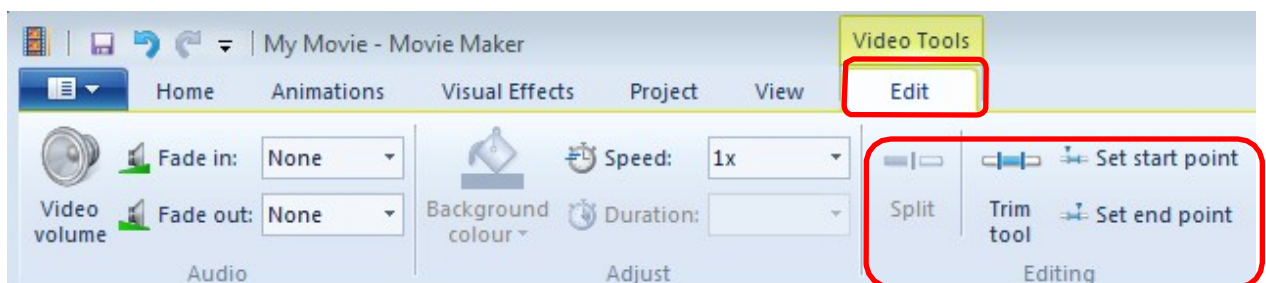 My Movie - Movie Maker
Video Tools
Home Animations Visual Effects Project View Edit
Fade in: None Speed: 1x Set start point
Video volume Fade out: None Background colour Duration: Split Trim tool Set end point
Audio Adjust Editing